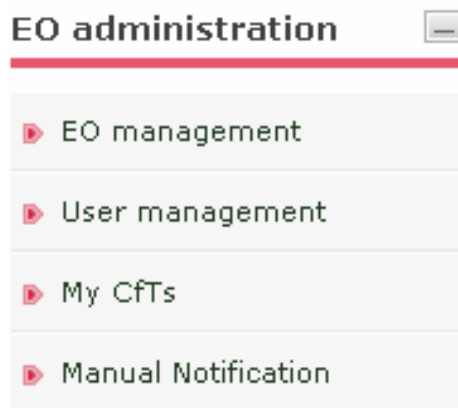 EO administration
EO management
User management
My CfTs
Manual Notification